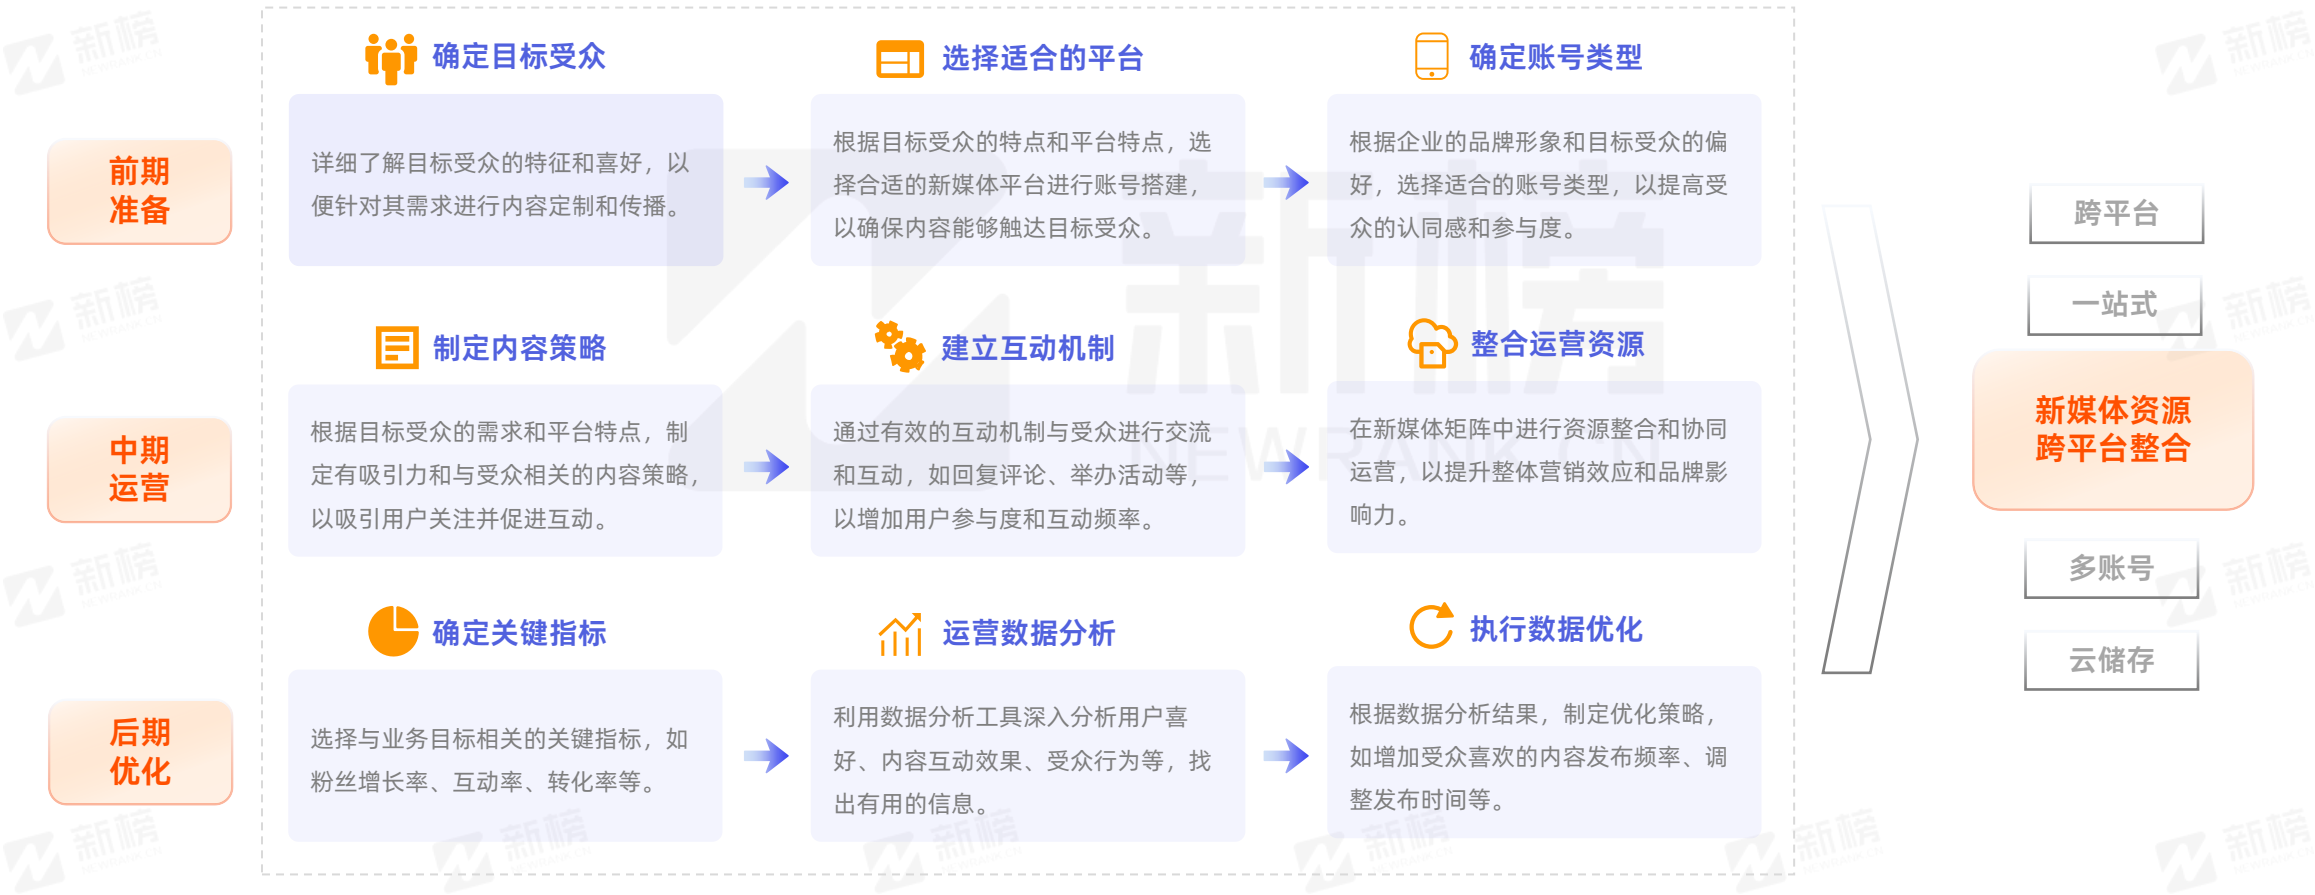 前期
准备
确定目标受众
详细了解目标受众的特征和喜好，以
便针对其需求进行内容定制和传播。
选择适合的平台
根据目标受众的特点和平台特点，选
择合适的新媒体平台进行账号搭建，
以确保内容能够触达目标受众。
确定账号类型
根据企业的品牌形象和目标受众的偏
好，选择适合的账号类型，以提高受
众的认同感和参与度。
中期
运营
制定内容策略
根据目标受众的需求和平台特点，制
定有吸引力和与受众相关的内容策略，
以吸引用户关注并促进互动。
建立互动机制
通过有效的互动机制与受众进行交流
和互动，如回复评论、举办活动等，
以增加用户参与度和互动频率。
整合运营资源
在新媒体矩阵中进行资源整合和协同
运营，以提升整体营销效应和品牌影
响力。
后期
优化
确定关键指标
选择与业务目标相关的关键指标，如
粉丝增长率、互动率、转化率等。
运营数据分析
利用数据分析工具深入分析用户喜
好、内容互动效果、受众行为等，找
出有用的信息。
执行数据优化
根据数据分析结果，制定优化策略，
如增加受众喜欢的内容发布频率、调
整发布时间等。
跨平台
一站式
新媒体资源
跨平台整合
多账号
云储存
新榜
NEWRANK.CN